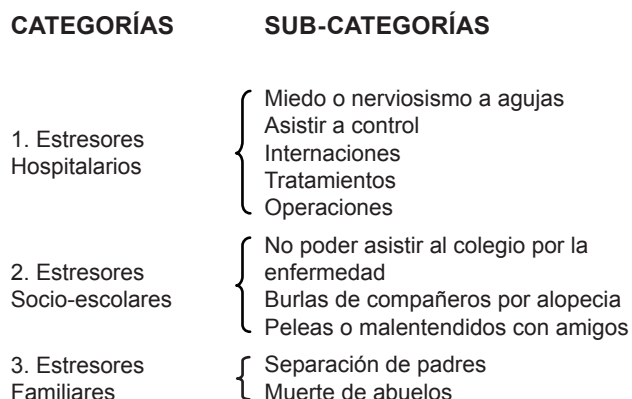 CATEGORÍAS SUB-CATEGORÍAS
1. Estresores
Hospitalarios
Miedo o nerviosismo a agujas
Asistir a control
Internaciones
Tratamientos
Operaciones
2. Estresores
Socio-escolares
No poder asistir al colegio por la
enfermedad
Burlas de compañeros por alopecia
Peleas o malentendidos con amigos
3. Estresores
Familiares
Separación de padres
Muerte de abuelos